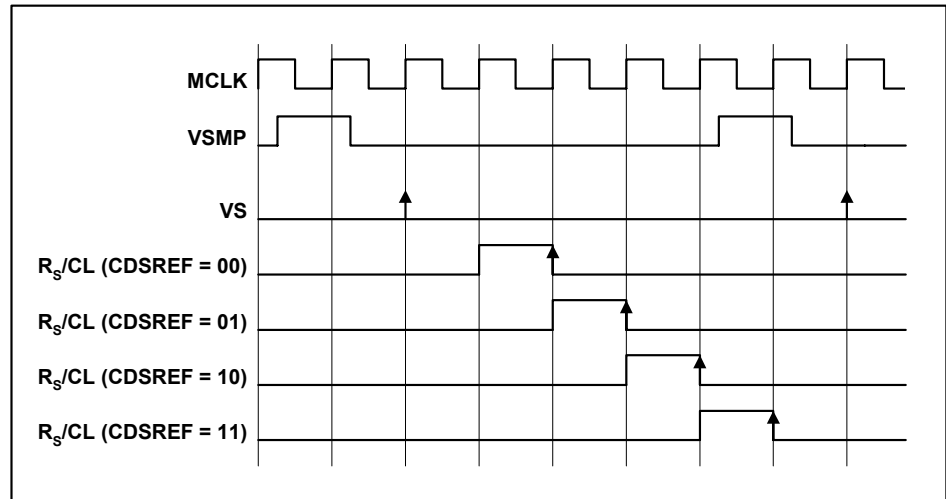 MCLK
VSMP
VS
RS/CL (CDSREF = 00)
RS/CL (CDSREF = 01)
RS/CL (CDSREF = 10)
RS/CL (CDSREF = 11)